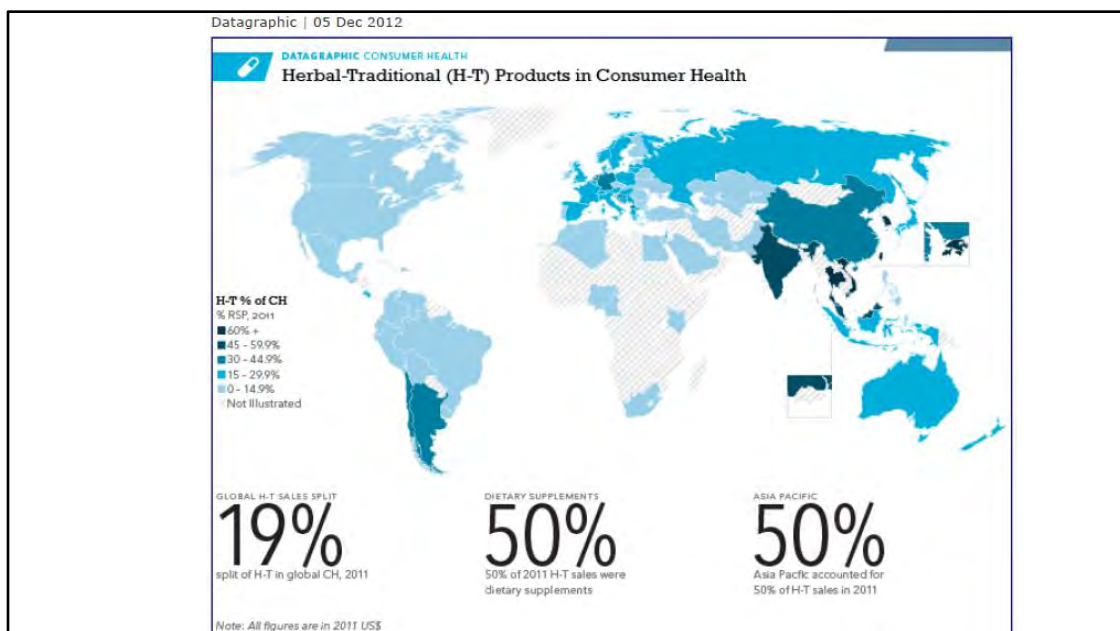 Datagraphic | 05 Dec 2012
DATAGRAPHIC CONSUMER HEALTH
Herbal-Traditional (H-T) Products in Consumer Health
H-T % of CH
% RSP, 2011
60% +
45 - 59.9%
30 - 44.9%
15 - 29.9%
0 - 14.9%
Not Illustrated
GLOBAL H-T SALES SPLIT
19%
split of H-T in global CH, 2011
DIETARY SUPPLEMENTS
50%
50% of 2011 H-T sales were
dietary supplements
ASIA PACIFIC
50%
Asia Pacfic accounted for
50% of H-T sales in 2011
Note: All figures are in 2011 US$